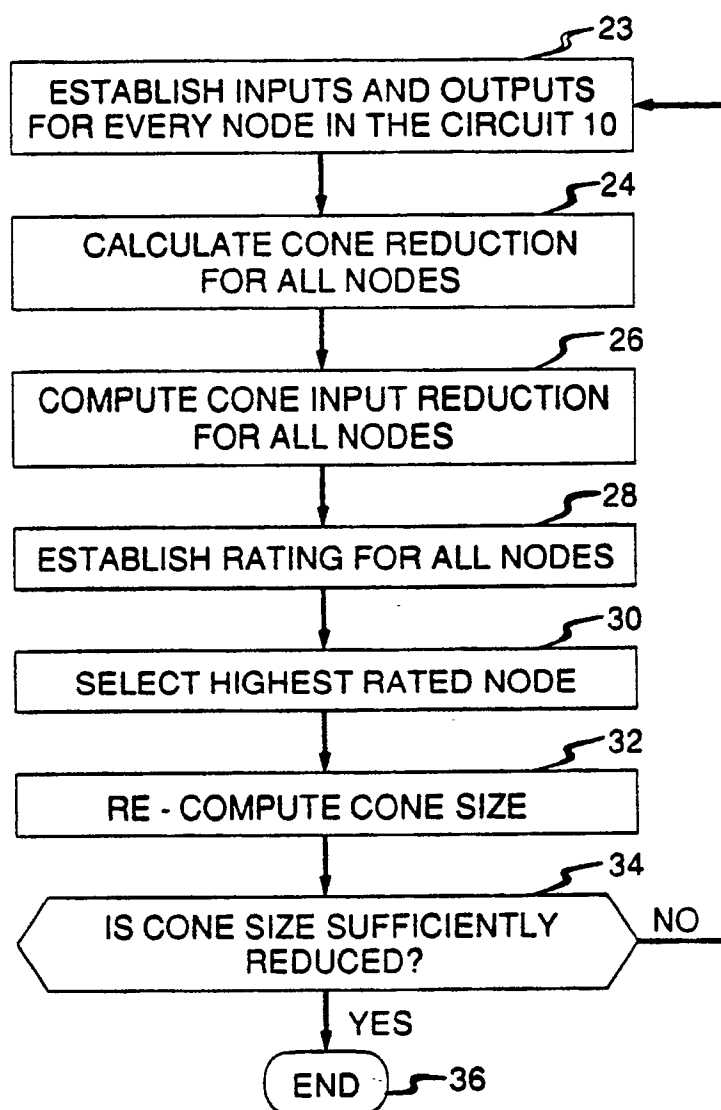 23
ESTABLISH INPUTS AND OUTPUTS
FOR EVERY NODE IN THE CIRCUIT 10
24
CALCULATE CONE REDUCTION
FOR ALL NODES
26
COMPUTE CONE INPUT REDUCTION
FOR ALL NODES
28
ESTABLISH RATING FOR ALL NODES
30
SELECT HIGHEST RATED NODE
32
RE - COMPUTE CONE SIZE
34
IS CONE SIZE SUFFICIENTLY
REDUCED?
NO
YES
END
36